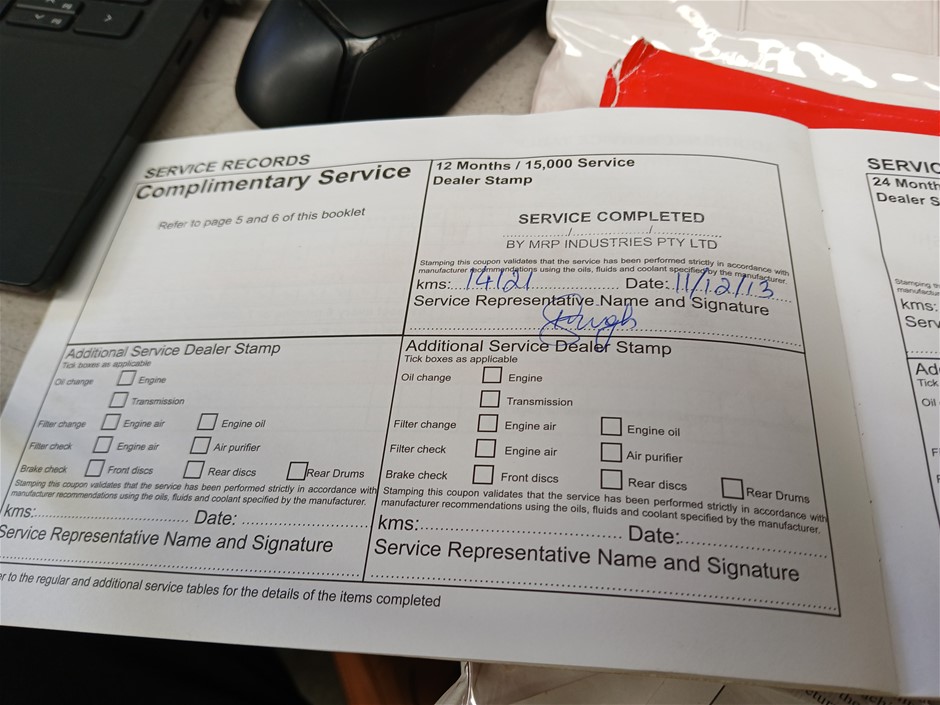 SERVICE RECORDS
Complimentary Service
Refer to page 5 and 6 of this booklet
12 Months / 15,000 Service
Dealer Stamp
SERVICE COMPLETED
............/............/............
BY MRP INDUSTRIES PTY LTD
Stamping this coupon validates that the service has been performed strictly in accordance with
manufacturer recommendations using the oils, fluids and coolant specified by the manufacturer.
kms: 14121 Date: 11/12/13
Service Representative Name and Signature
Additional Service Dealer Stamp
Tick boxes as applicable
Oil change Engine
Transmission
Filter change Engine air Engine oil
Filter check Engine air Air purifier
Brake check Front discs Rear discs Rear Drums
Stamping this coupon validates that the service has been performed strictly in accordance with
manufacturer recommendations using the oils, fluids and coolant specified by the manufacturer.
kms: Date:
Service Representative Name and Signature
Additional Service Dealer Stamp
Tick boxes as applicable
Oil change Engine
Transmission
Filter change Engine air Engine oil
Filter check Engine air Air purifier
Brake check Front discs Rear discs Rear Drums
Stamping this coupon validates that the service has been performed strictly in accordance with
manufacturer recommendations using the oils, fluids and coolant specified by the manufacturer.
kms: Date:
Service Representative Name and Signature
er to the regular and additional service tables for the details of the items completed
SERVIC
24 Month
Dealer S
Stamping
manufactu
kms:
Serv
Ad
Tick
Oil